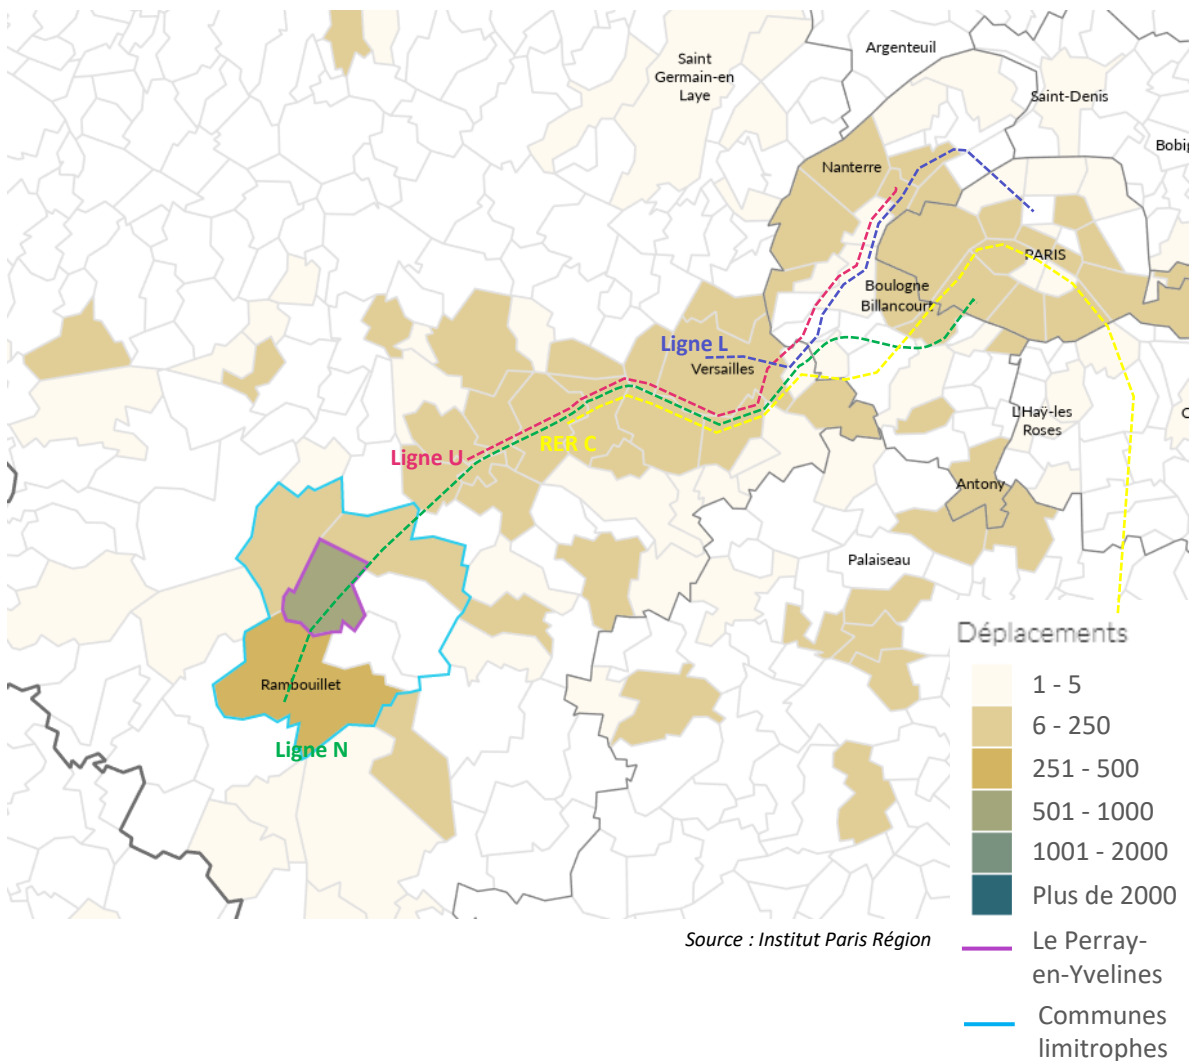 Argenteuil
Saint
Germain-en
Laye
Saint-Denis
Nanterre
PARIS
Boulogne
Billancourt
Ligne L
Versailles
L'Haÿ-les
Roses
RER C
Ligne U
Antony
Palaiseau
Rambouillet
Ligne N
Déplacements
1 - 5
6 - 250
251 - 500
501 - 1000
1001 - 2000
Plus de 2000
Source : Institut Paris Région
Le Perray-
en-Yvelines
Communes
limitrophes